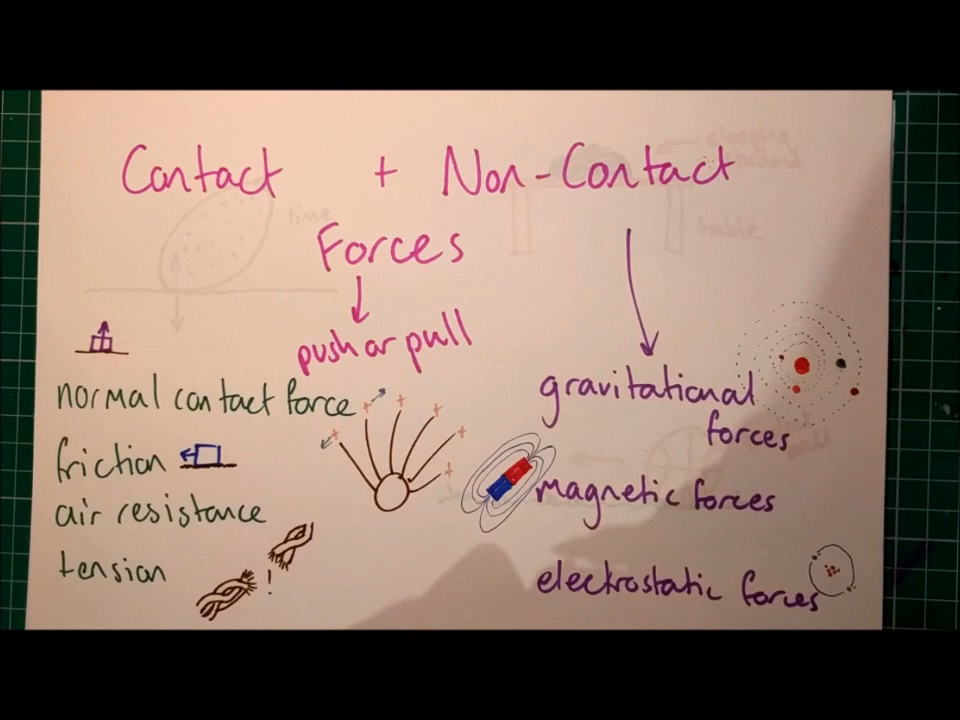 Contact + Non-Contact
Forces
push or pull
normal contact force
friction
air resistance
tension
!
gravitational
forces
magnetic forces
electrostatic forces
table